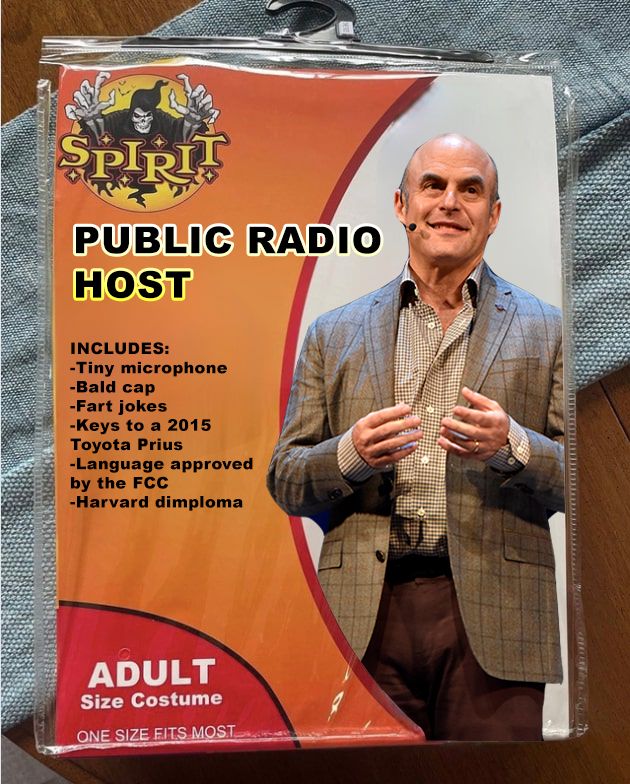 SPIRIT
PUBLIC RADIO
HOST
INCLUDES:
-Tiny microphone
-Bald cap
-Fart jokes
-Keys to a 2015
Toyota Prius
-Language approved
by the FCC
-Harvard dimploma
ADULT
Size Costume
ONE SIZE FITS MOST